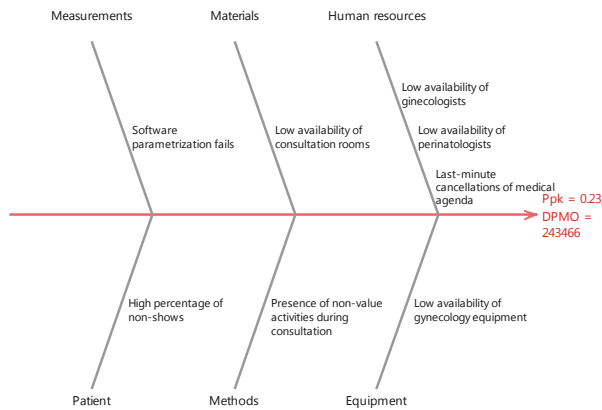 Measurements
Materials
Human resources
Low availability of
ginecologists
Software
parametrization fails
Low availability of
consultation rooms
Low availability of
perinatologists
Last-minute
cancellations of medical
agenda
Ppk = 0.23
DPMO =
243466
High percentage of
non-shows
Presence of non-value
activities during
consultation
Low availability of
gynecology equipment
Patient
Methods
Equipment